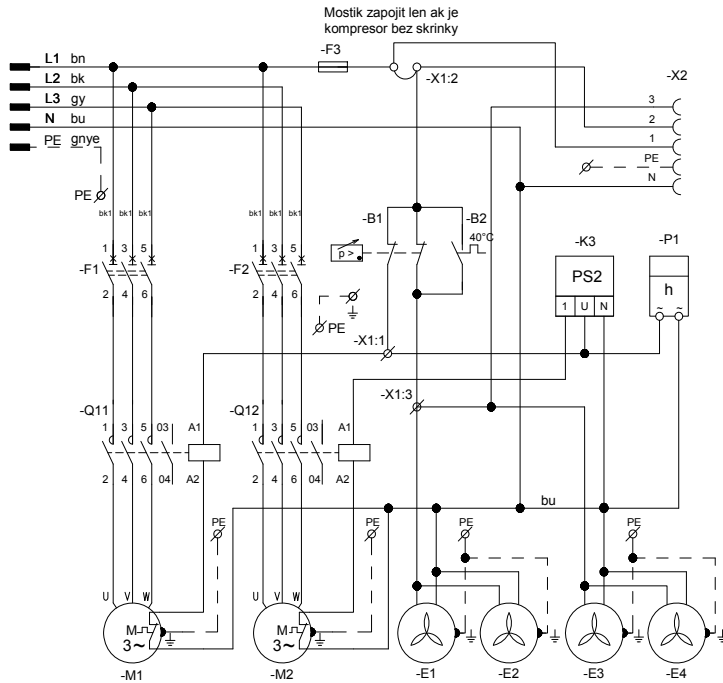 Mostik zapojit len ak je
kompresor bez skrinky
L1 bn
L2 bk
L3 gy
N bu
PE gnye
-F3
-X1:2
-X2
3
2
1
PE
N
PE
bk1 bk1 bk1
bk1 bk1 bk1
-B1
-B2
40°C
p >
-K3
PS2
1 U N
-P1
h
~ ~
1 3 5
-F1
2 4 6
1 3 5
-F2
2 4 6
PE
-X1:1
-X1:3
-Q11
1 3 5 03 A1
2 4 6 04 A2
-Q12
1 3 5 03 A1
2 4 6 04 A2
bu
PE
PE
PE
PE
U V W
U V W
M
3~
M
3~
-M1
-M2
-E1
-E2
-E3
-E4